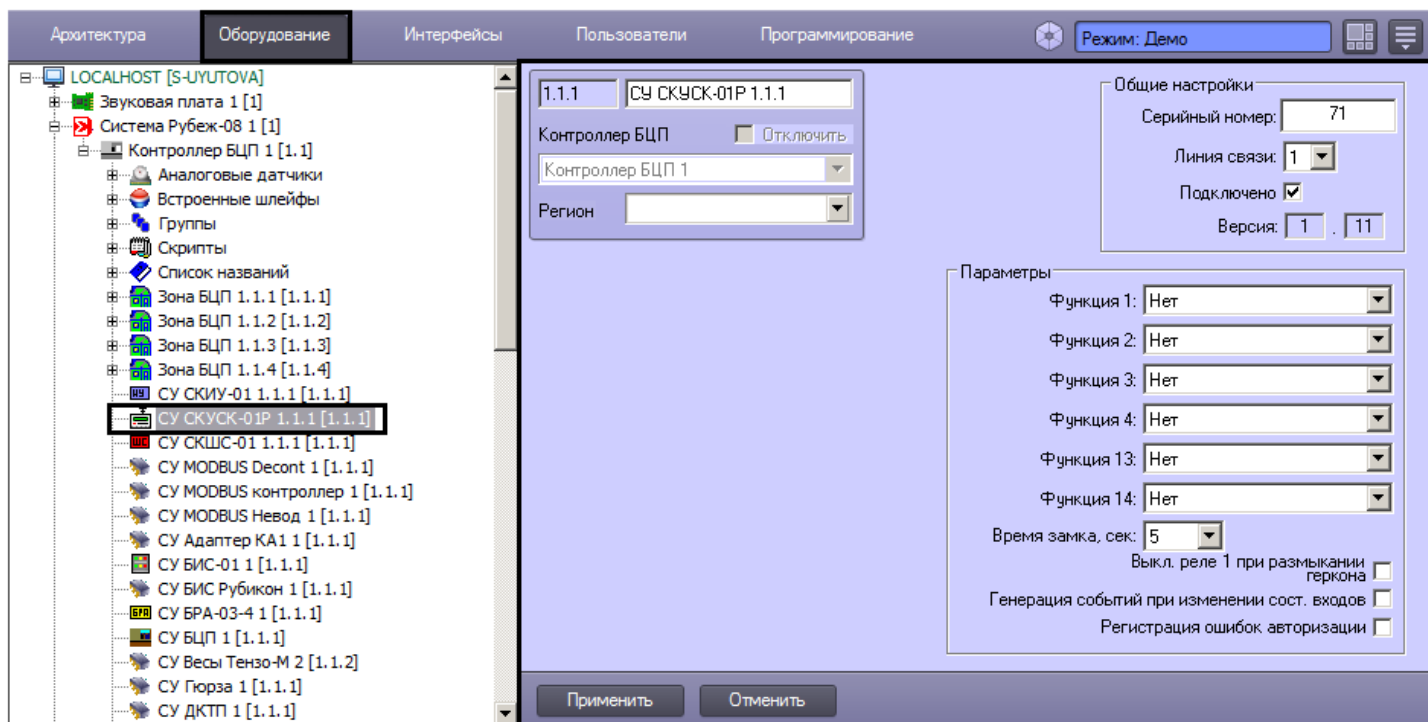 Архитектура
Оборудование
Интерфейсы
Пользователи
Программирование
Режим: Демо
LOCALHOST [S-UYUTOVA]
Звуковая плата 1 [1]
Система Рубеж-08 1 [1]
Контроллер БЦП 1 [1.1]
Аналоговые датчики
Встроенные шлейфы
Группы
Скрипты
Список названий
Зона БЦП 1.1.1 [1.1.1]
Зона БЦП 1.1.2 [1.1.2]
Зона БЦП 1.1.3 [1.1.3]
Зона БЦП 1.1.4 [1.1.4]
СУ СКИУ-01 1.1.1 [1.1.1]
СУ СКУСК-01Р 1.1.1 [1.1.1]
СУ СКШС-01 1.1.1 [1.1.1]
СУ MODBUS Decont 1 [1.1.1]
СУ MODBUS контроллер 1 [1.1.1]
СУ MODBUS Невод 1 [1.1.1]
СУ Адаптер КА1 1 [1.1.1]
СУ БИС-01 1 [1.1.1]
СУ БИС Рубикон 1 [1.1.1]
СУ БРА-03-4 1 [1.1.1]
СУ БЦП 1 [1.1.1]
СУ Весы Тензо-М 2 [1.1.2]
СУ Гюрза 1 [1.1.1]
СУ ДКТП 1 [1.1.1]
1.1.1
СУ СКУСК-01Р 1.1.1
Контроллер БЦП
Отключить
Контроллер БЦП 1
Регион
Общие настройки
Серийный номер: 71
Линия связи: 1
Подключено
Версия: 1 . 11
Параметры
Функция 1: Нет
Функция 2: Нет
Функция 3: Нет
Функция 4: Нет
Функция 13: Нет
Функция 14: Нет
Время замка, сек: 5
Выкл. реле 1 при размыкании
геркона
Генерация событий при изменении сост. входов
Регистрация ошибок авторизации
Применить
Отменить